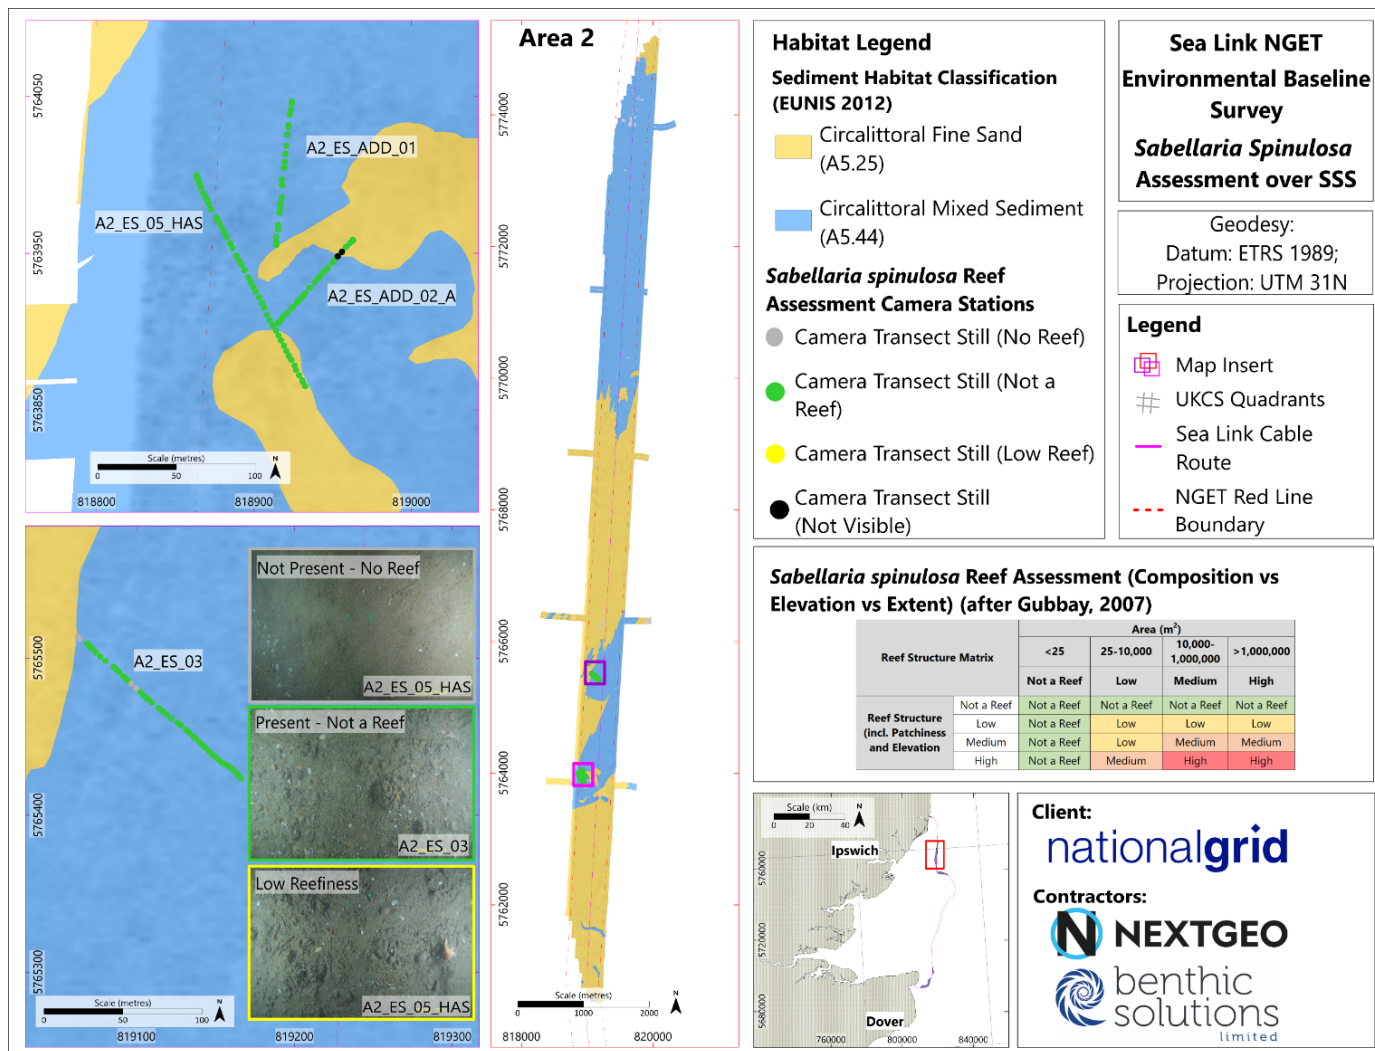 5764050
5763950
5763850
A2_ES_ADD_01
A2_ES_05_HAS
A2_ES_ADD_02_A
Scale (metres)
N
0
50
100
818800
818900
819000
5765500
5765400
5765300
A2_ES_03
Not Present - No Reef
A2_ES_05_HAS
Present - Not a Reef
A2_ES_03
Low Reefiness
A2_ES_05_HAS
Scale (metres)
N
0
50
100
819100
819200
819300
Area 2
5774000
5772000
5770000
5768000
5766000
5764000
5762000
Scale (metres)
N
0
1000
2000
818000
820000
Habitat Legend
Sediment Habitat Classification
(EUNIS 2012)
Circalittoral Fine Sand
(A5.25)
Circalittoral Mixed Sediment
(A5.44)
Sabellaria spinulosa Reef
Assessment Camera Stations
Camera Transect Still (No Reef)
Camera Transect Still (Not a
Reef)
Camera Transect Still (Low Reef)
Camera Transect Still
(Not Visible)
Sea Link NGET
Environmental Baseline
Survey
Sabellaria Spinulosa
Assessment over SSS
Geodesy:
Datum: ETRS 1989;
Projection: UTM 31N
Legend
Map Insert
UKCS Quadrants
Sea Link Cable
Route
NGET Red Line
Boundary
Sabellaria spinulosa Reef Assessment (Composition vs
Elevation vs Extent) (after Gubbay, 2007)
Reef Structure Matrix
Area (m²)
<25 25-10,000 10,000-1,000,000 >1,000,000
Not a Reef Low Medium High
Reef Structure
(incl. Patchiness
and Elevation
Not a Reef Not a Reef Not a Reef Not a Reef Not a Reef
Low Not a Reef Low Low Low
Medium Not a Reef Low Medium Medium
High Not a Reef Medium High High
Scale (km)
N
0
20
40
Ipswich
Dover
5760000
5720000
5680000
760000
800000
840000
Client:
nationalgrid
Contractors:
N NEXTGEO
benthic
solutions
limited